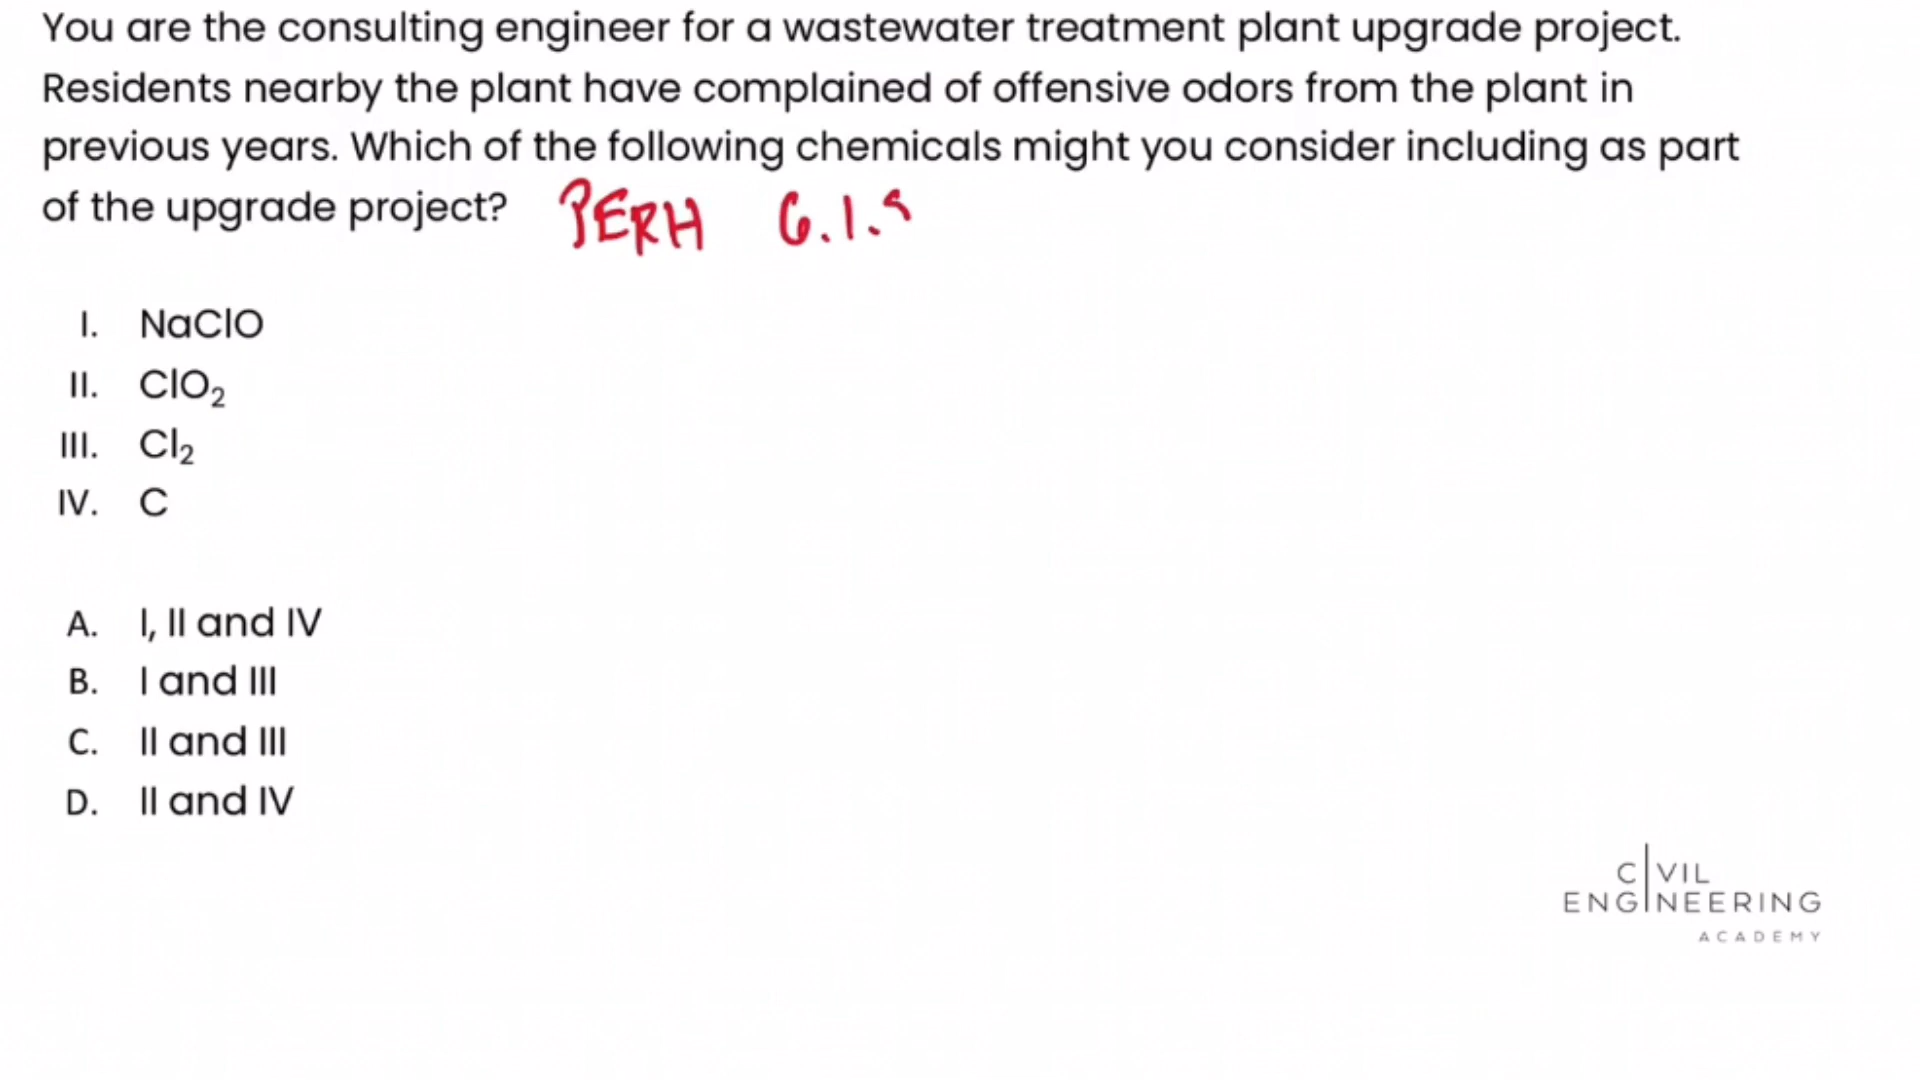 You are the consulting engineer for a wastewater treatment plant upgrade project.
Residents nearby the plant have complained of offensive odors from the plant in
previous years. Which of the following chemicals might you consider including as part
of the upgrade project? PERH 6.1.
I. NaClO
II. ClO₂
III. Cl₂
IV. C
A. I, II and IV
B. I and III
C. II and III
D. II and IV
CIVIL
ENGINEERING
ACADEMY